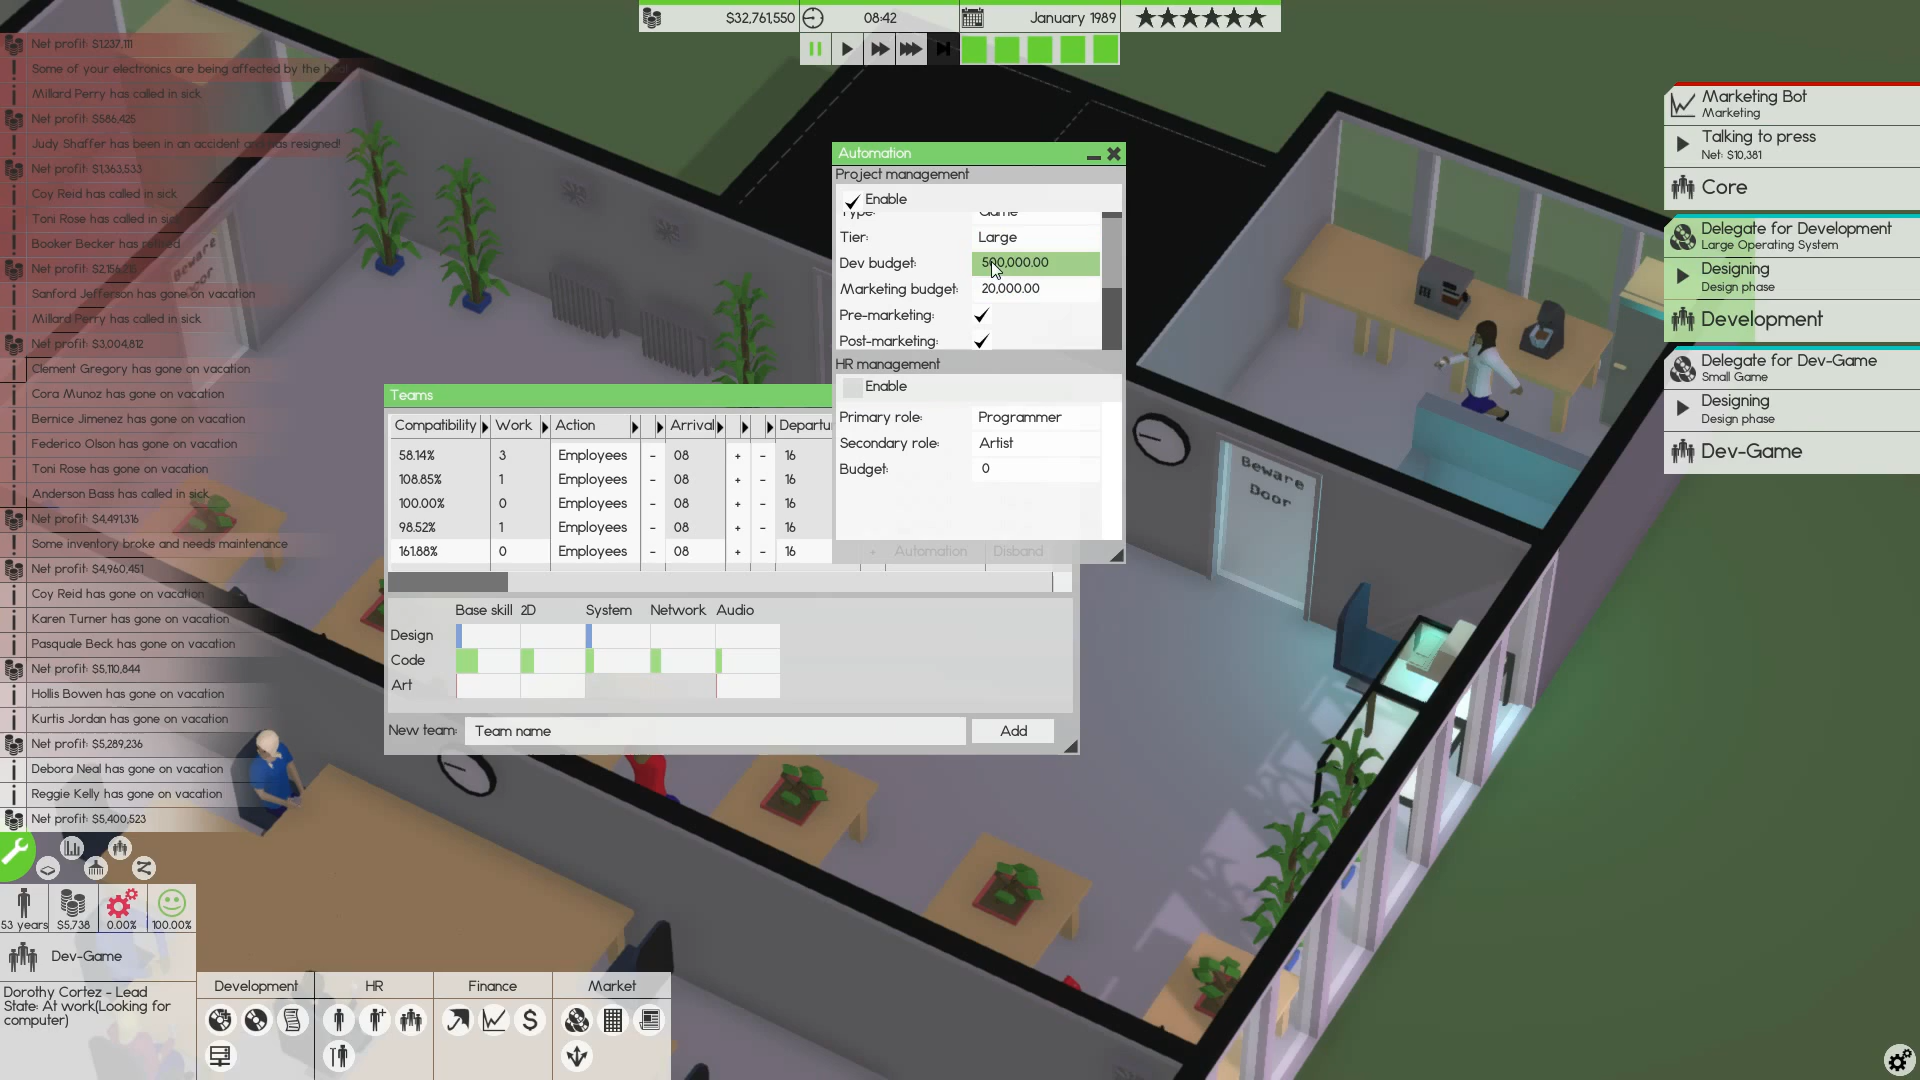 $32,761,550
08:42
January 1989
Net profit: $1,237,111
Some of your electronics are being affected by the
Millard Perry has called in sick
Net profit: $586,425
Judy Shaffer has been in an accident and has resigned!
Net profit: $1,363,533
Coy Reid has called in sick
Toni Rose has called in sick
Booker Becker has retired
Net profit:
Sanford Jefferson has gone on vacation
Millard Perry has called in sick
Net profit: $3,004,812
Clement Gregory has gone on vacation
Cora Munoz has gone on vacation
Bernice Jimenez has gone on vacation
Federico Olson has gone on vacation
Toni Rose has gone on vacation
Anderson Bass has called in sick
Net profit: $4,491,316
Some inventory broke and needs maintenance
Net profit: $4,960,451
Coy Reid has gone on vacation
Karen Turner has gone on vacation
Pasquale Beck has gone on vacation
Net profit: $5,110,844
Hollis Bowen has gone on vacation
Kurtis Jordan has gone on vacation
Net profit: $5,289,236
Debora Neal has gone on vacation
Reggie Kelly has gone on vacation
Net profit: $5,400,523
Beware
Door
Automation
Project management
Enable
Type: Game
Tier: Large
Dev budget: 500,000.00
Marketing budget: 20,000.00
Pre-marketing:
Post-marketing:
HR management
Enable
Primary role: Programmer
Secondary role: Artist
Budget: 0
Teams
Compatibility Work Action Arrival Departu
58.14% 3 Employees - 08 + - 16
108.85% 1 Employees - 08 + - 16
100.00% 0 Employees - 08 + - 16
98.52% 1 Employees - 08 + - 16
161.88% 0 Employees - 08 + - 16 + Automation Disband
Base skill 2D System Network Audio
Design
Code
Art
New team: Team name Add
Beware
Door
Marketing Bot
Marketing
Talking to press
Net: $10,381
Core
Delegate for Development
Large Operating System
Designing
Design phase
Development
Delegate for Dev-Game
Small Game
Designing
Design phase
Dev-Game
53 years $5,738 0.00% 100.00%
Dev-Game
Dorothy Cortez - Lead
State: At work(Looking for
computer)
Development HR Finance Market